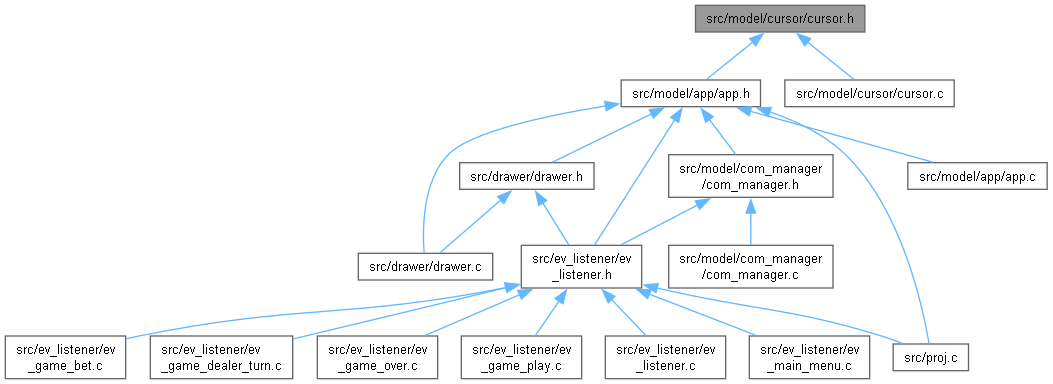 src/model/cursor/cursor.h
src/model/app/app.h
src/model/cursor/cursor.c
src/drawer/drawer.h
src/model/com_manager
/com_manager.h
src/model/app/app.c
src/drawer/drawer.c
src/ev_listener/ev
_listener.h
src/model/com_manager
/com_manager.c
src/ev_listener/ev
_game_bet.c
src/ev_listener/ev
_game_dealer_turn.c
src/ev_listener/ev
_game_over.c
src/ev_listener/ev
_game_play.c
src/ev_listener/ev
_listener.c
src/ev_listener/ev
_main_menu.c
src/proj.c